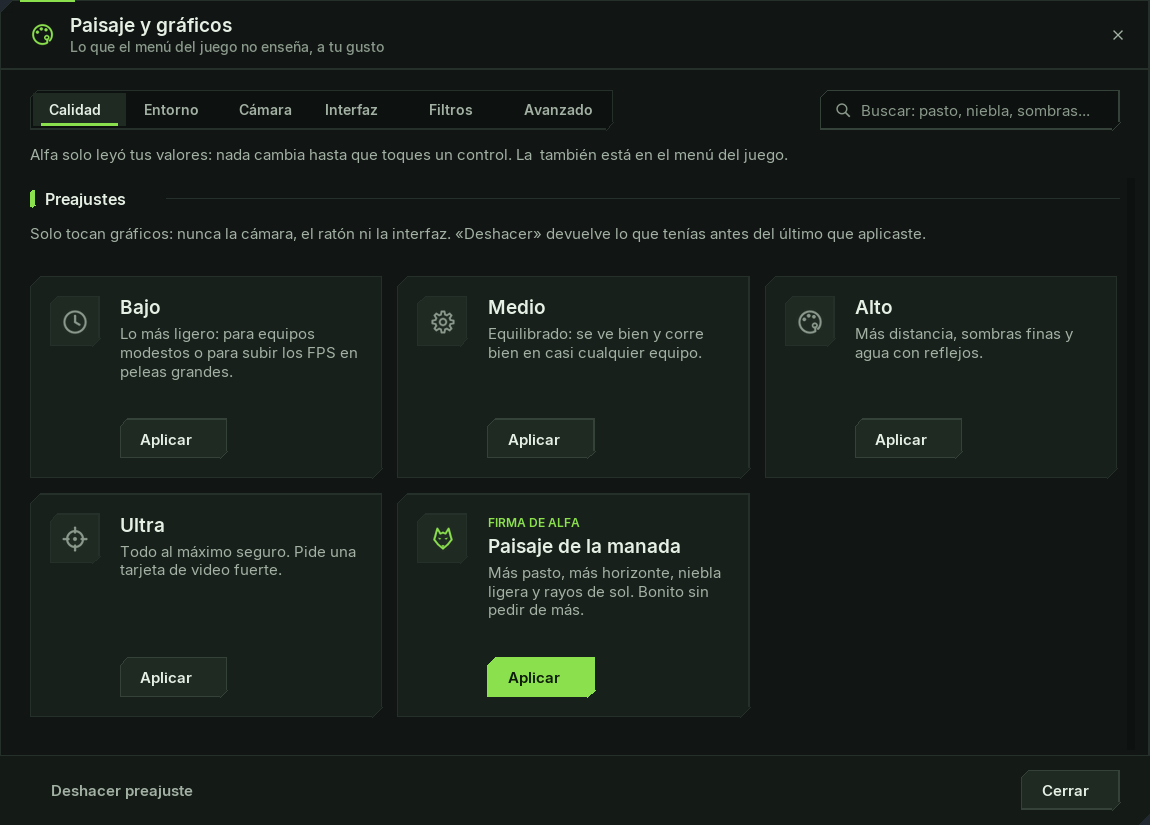 Paisaje y gráficos
Lo que el menú del juego no enseña, a tu gusto
Calidad
Entorno
Cámara
Interfaz
Filtros
Avanzado
Buscar: pasto, niebla, sombras...
Alfa solo leyó tus valores: nada cambia hasta que toques un control. La  también está en el menú del juego.
Preajustes
Solo tocan gráficos: nunca la cámara, el ratón ni la interfaz. «Deshacer» devuelve lo que tenías antes del último que aplicaste.
Bajo
Lo más ligero: para equipos
modestos o para subir los FPS en
peleas grandes.
Aplicar
Medio
Equilibrado: se ve bien y corre
bien en casi cualquier equipo.
Aplicar
Alto
Más distancia, sombras finas y
agua con reflejos.
Aplicar
Ultra
Todo al máximo seguro. Pide una
tarjeta de video fuerte.
Aplicar
FIRMA DE ALFA
Paisaje de la manada
Más pasto, más horizonte, niebla
ligera y rayos de sol. Bonito sin
pedir de más.
Aplicar
Deshacer preajuste
Cerrar